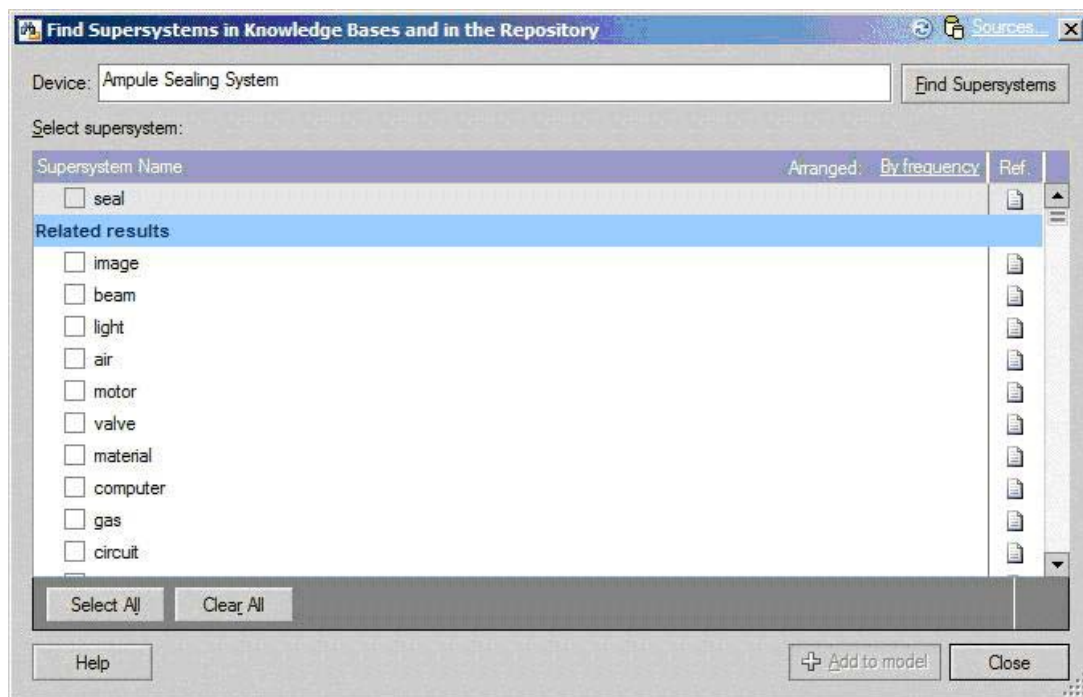 Find Supersystems in Knowledge Bases and in the Repository Sources...
Device: Ampule Sealing System Find Supersystems
Select supersystem:
Supersystem Name Arranged: By frequency Ref.
seal
Related results
image
beam
light
air
motor
valve
material
computer
gas
circuit
Select All Clear All
Help Add to model Close